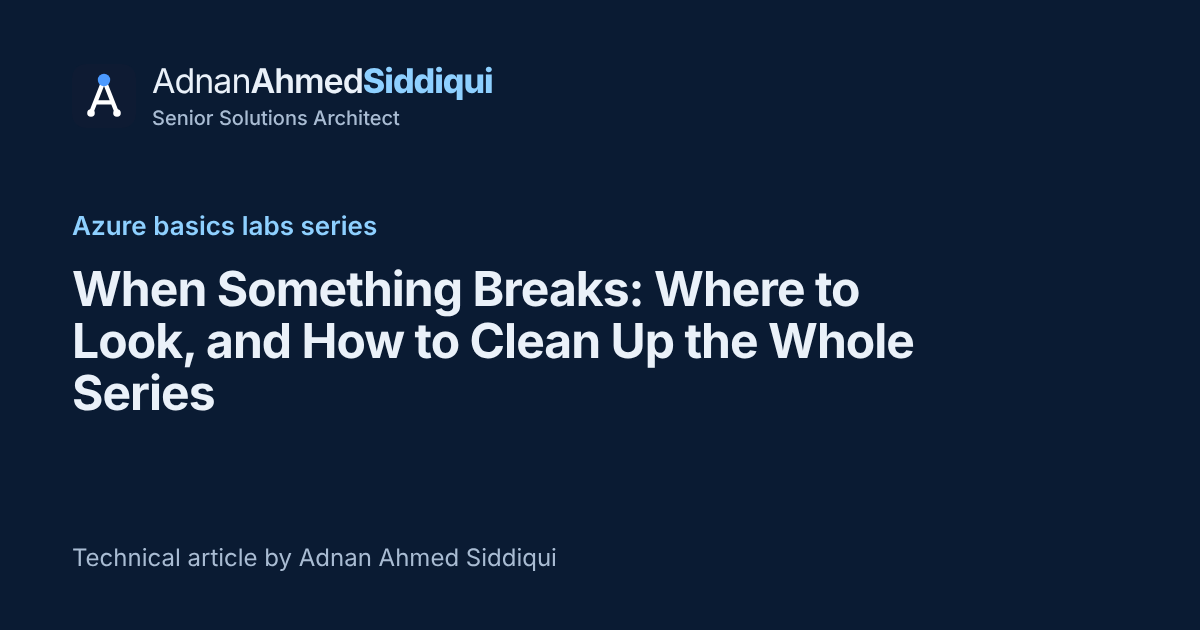 AdnanAhmedSiddiqui
Senior Solutions Architect
Azure basics labs series
When Something Breaks: Where to
Look, and How to Clean Up the Whole
Series
Technical article by Adnan Ahmed Siddiqui